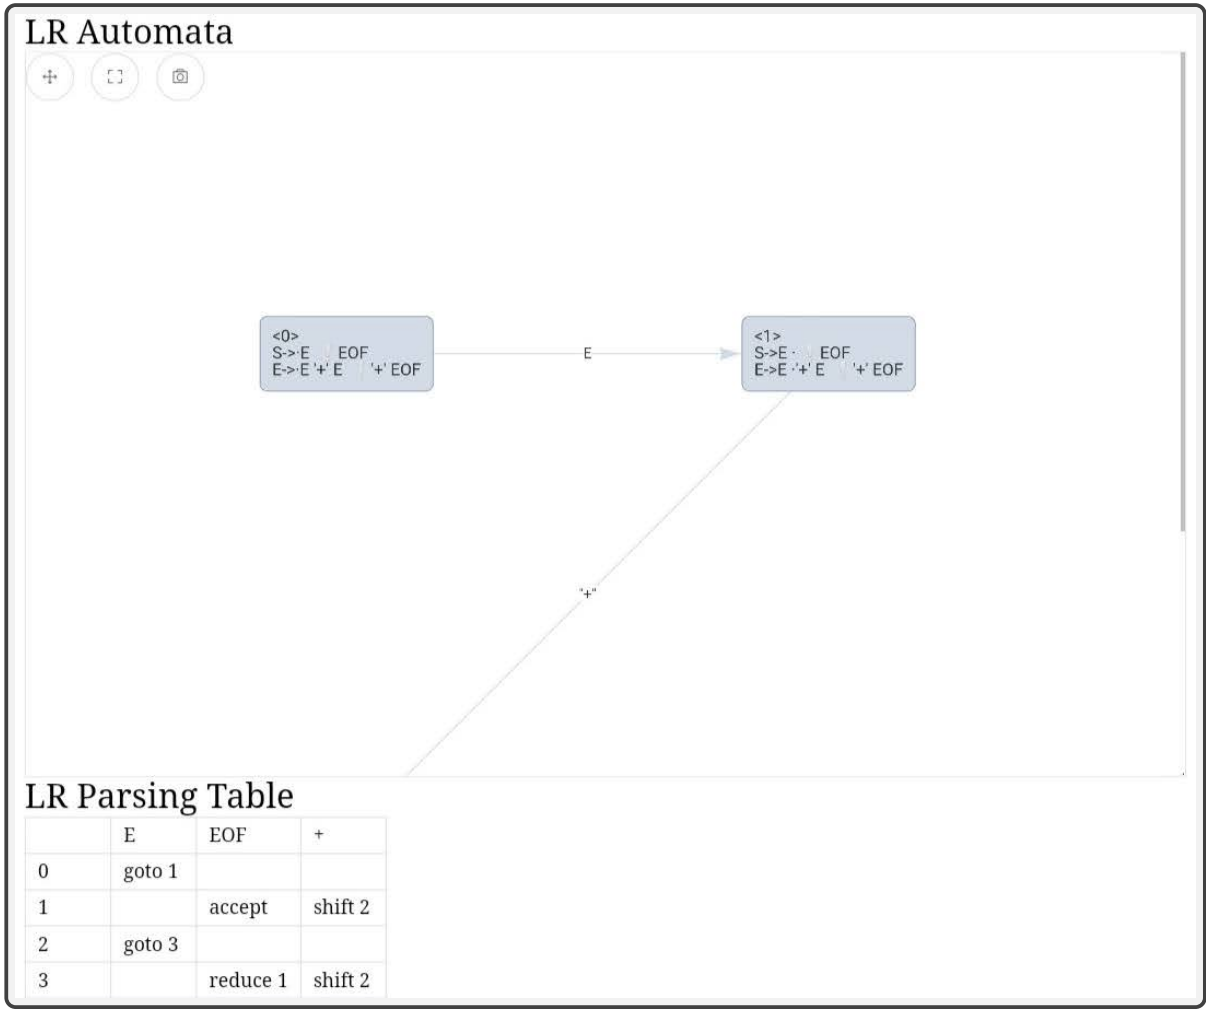 LR Automata
<0>
S->·E EOF
E->·E '+' E '+' EOF
E
<1>
S->E · EOF
E->E ·'+' E '+' EOF
"+"
LR Parsing Table
E EOF +
0 goto 1
1 accept shift 2
2 goto 3
3 reduce 1 shift 2